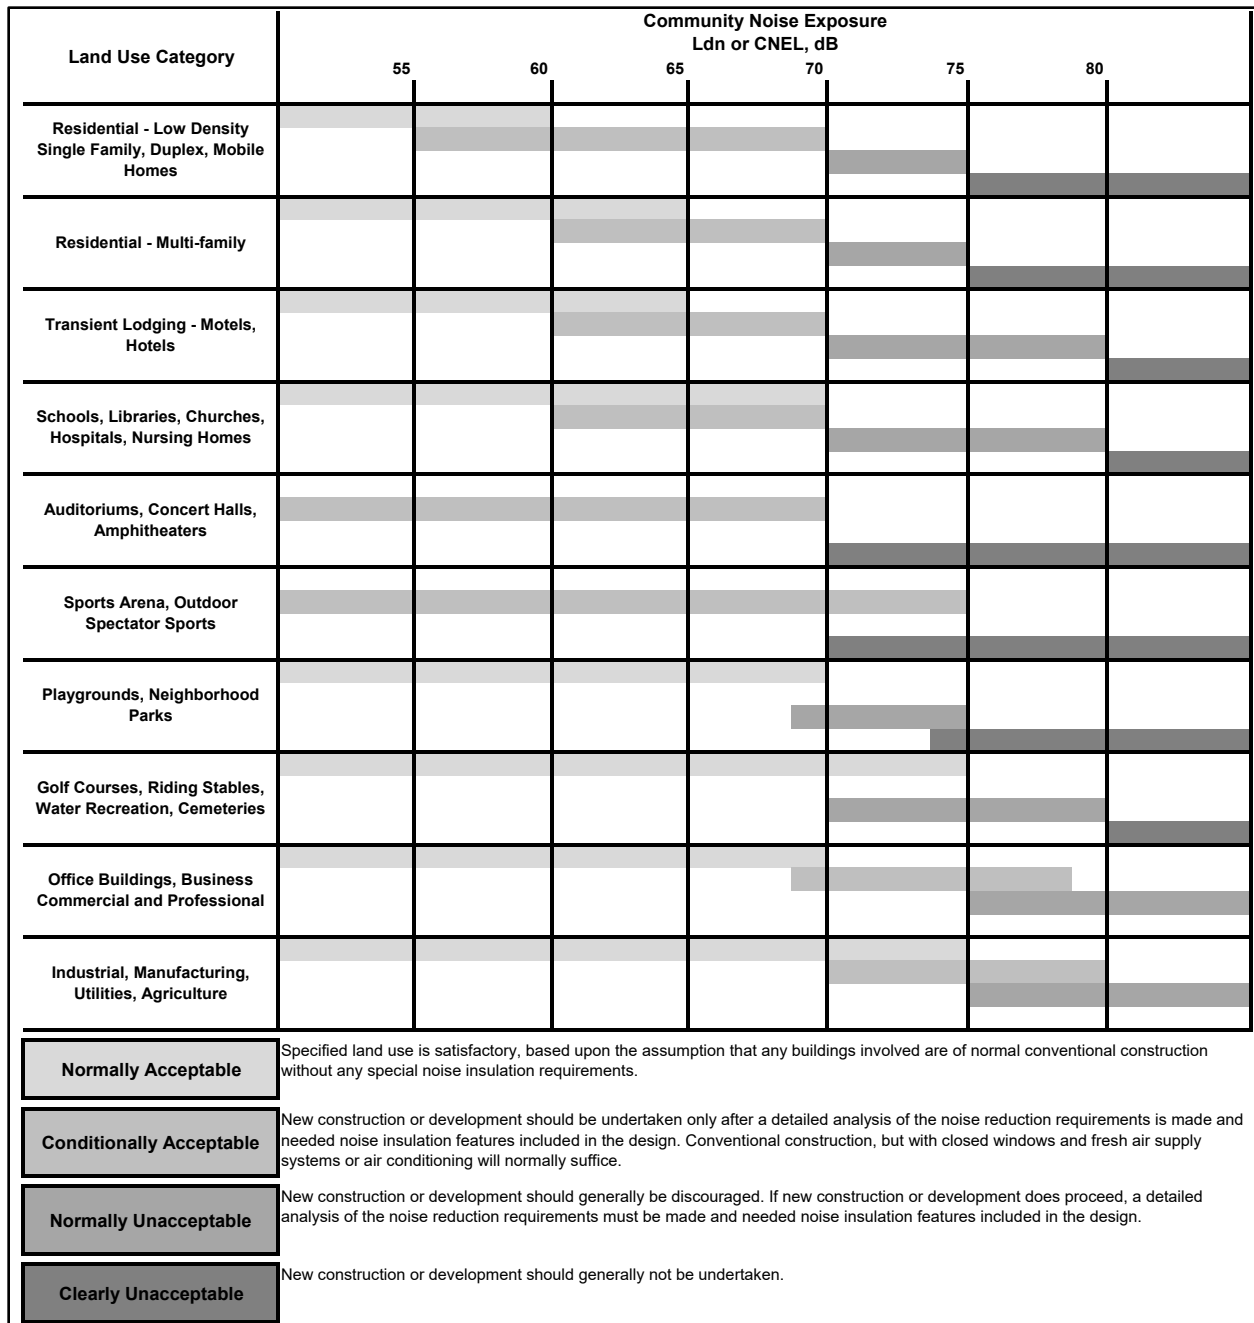 Community Noise Exposure
Ldn or CNEL, dB
Land Use Category
55 60 65 70 75 80
Residential - Low Density
Single Family, Duplex, Mobile
Homes
Residential - Multi-family
Transient Lodging - Motels,
Hotels
Schools, Libraries, Churches,
Hospitals, Nursing Homes
Auditoriums, Concert Halls,
Amphitheaters
Sports Arena, Outdoor
Spectator Sports
Playgrounds, Neighborhood
Parks
Golf Courses, Riding Stables,
Water Recreation, Cemeteries
Office Buildings, Business
Commercial and Professional
Industrial, Manufacturing,
Utilities, Agriculture
Normally Acceptable
Specified land use is satisfactory, based upon the assumption that any buildings involved are of normal conventional construction
without any special noise insulation requirements.
Conditionally Acceptable
New construction or development should be undertaken only after a detailed analysis of the noise reduction requirements is made and
needed noise insulation features included in the design. Conventional construction, but with closed windows and fresh air supply
systems or air conditioning will normally suffice.
Normally Unacceptable
New construction or development should generally be discouraged. If new construction or development does proceed, a detailed
analysis of the noise reduction requirements must be made and needed noise insulation features included in the design.
Clearly Unacceptable
New construction or development should generally not be undertaken.